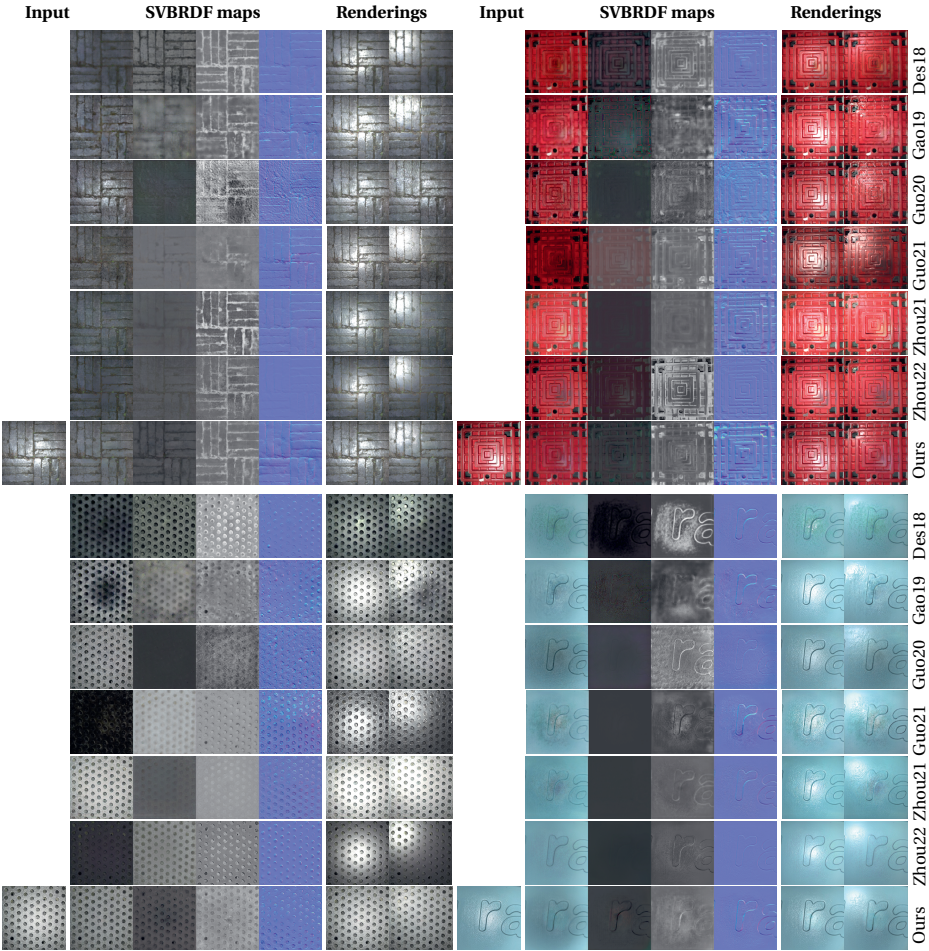 Input SVBRDF maps Renderings Input SVBRDF maps Renderings
Des18
Gao19
Guo20
Guo21
Zhou21
Zhou22
Ours
Des18
Gao19
Guo20
Guo21
Zhou21
Zhou22
Ours
ra